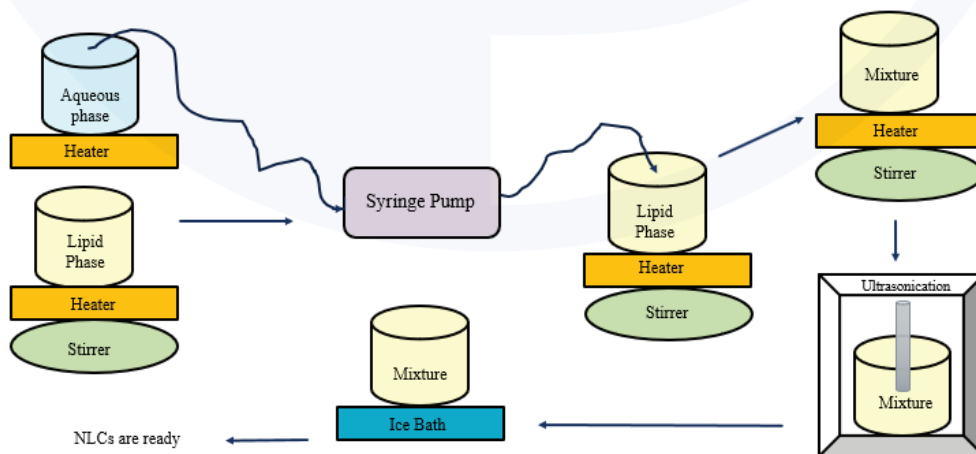 Aqueous
phase
Heater
Lipid
Phase
Heater
Stirrer
Syringe Pump
Lipid
Phase
Heater
Stirrer
Mixture
Heater
Stirrer
Ultrasonication
Mixture
Mixture
Ice Bath
NLCs are ready